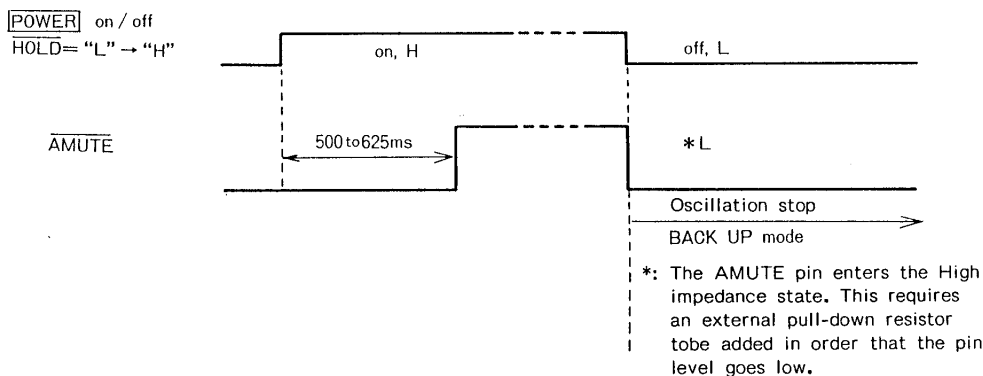 POWER on / off
HOLD = “L” → “H”
on, H
off, L
AMUTE
500 to 625ms
* L
Oscillation stop
BACK UP mode
*: The AMUTE pin enters the High
impedance state. This requires
an external pull-down resistor
tobe added in order that the pin
level goes low.